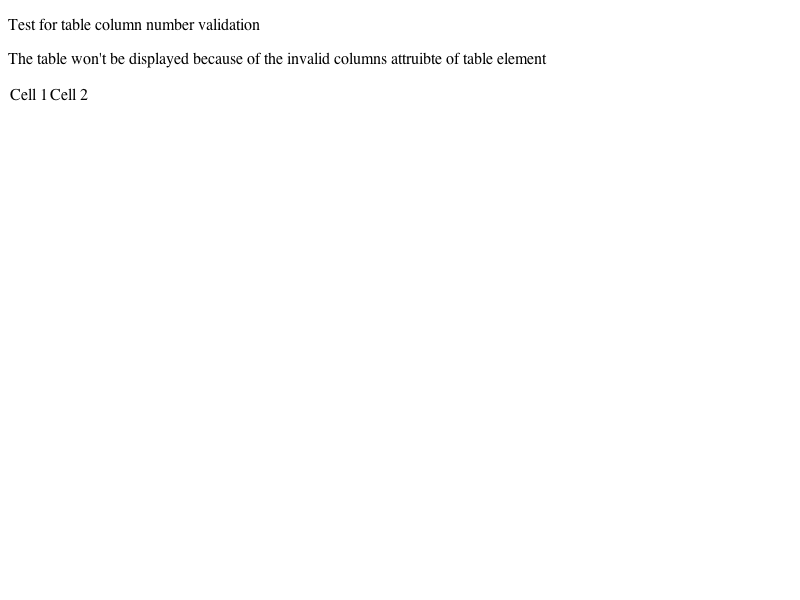 Test for table column number validation
The table won't be displayed because of the invalid columns attruibte of table element
Cell 1 Cell 2